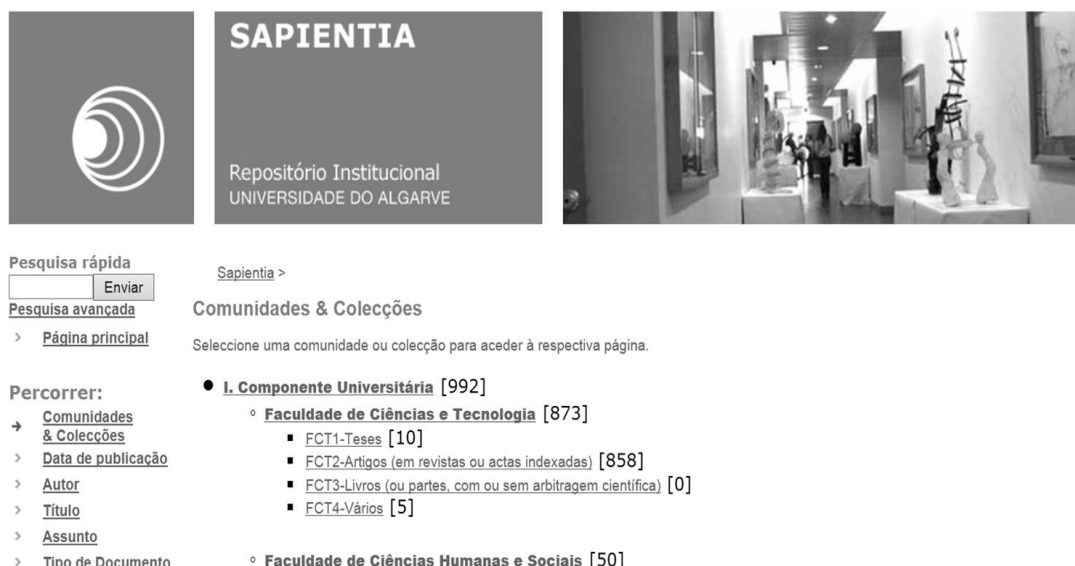 SAPIENTIA
Repositório Institucional
UNIVERSIDADE DO ALGARVE
Pesquisa rápida
Enviar
Pesquisa avançada
Página principal
Percorrer:
Comunidades
& Colecções
Data de publicação
Autor
Título
Assunto
Tipo de Documento
Sapientia >
Comunidades & Colecções
Seleccione uma comunidade ou colecção para aceder à respectiva página.
I. Componente Universitária [992]
Faculdade de Ciências e Tecnologia [873]
FCT1-Teses [10]
FCT2-Artigos (em revistas ou actas indexadas) [858]
FCT3-Livros (ou partes, com ou sem arbitragem científica) [0]
FCT4-Vários [5]
Faculdade de Ciências Humanas e Sociais [50]